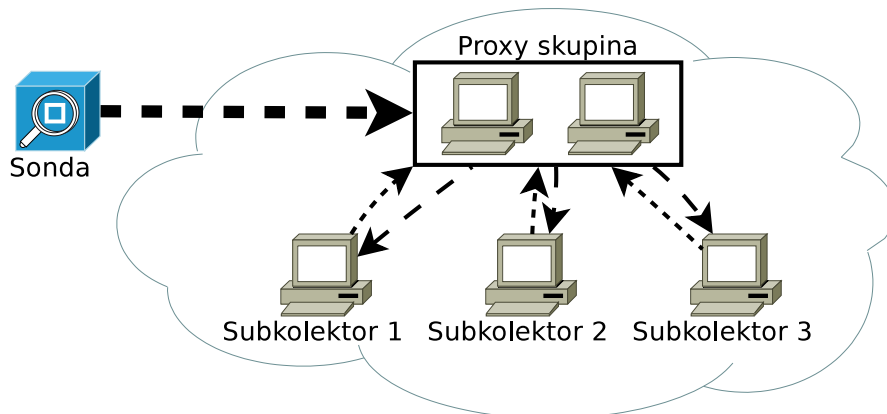 Proxy skupina
Sonda
Subkolektor 1
Subkolektor 2
Subkolektor 3